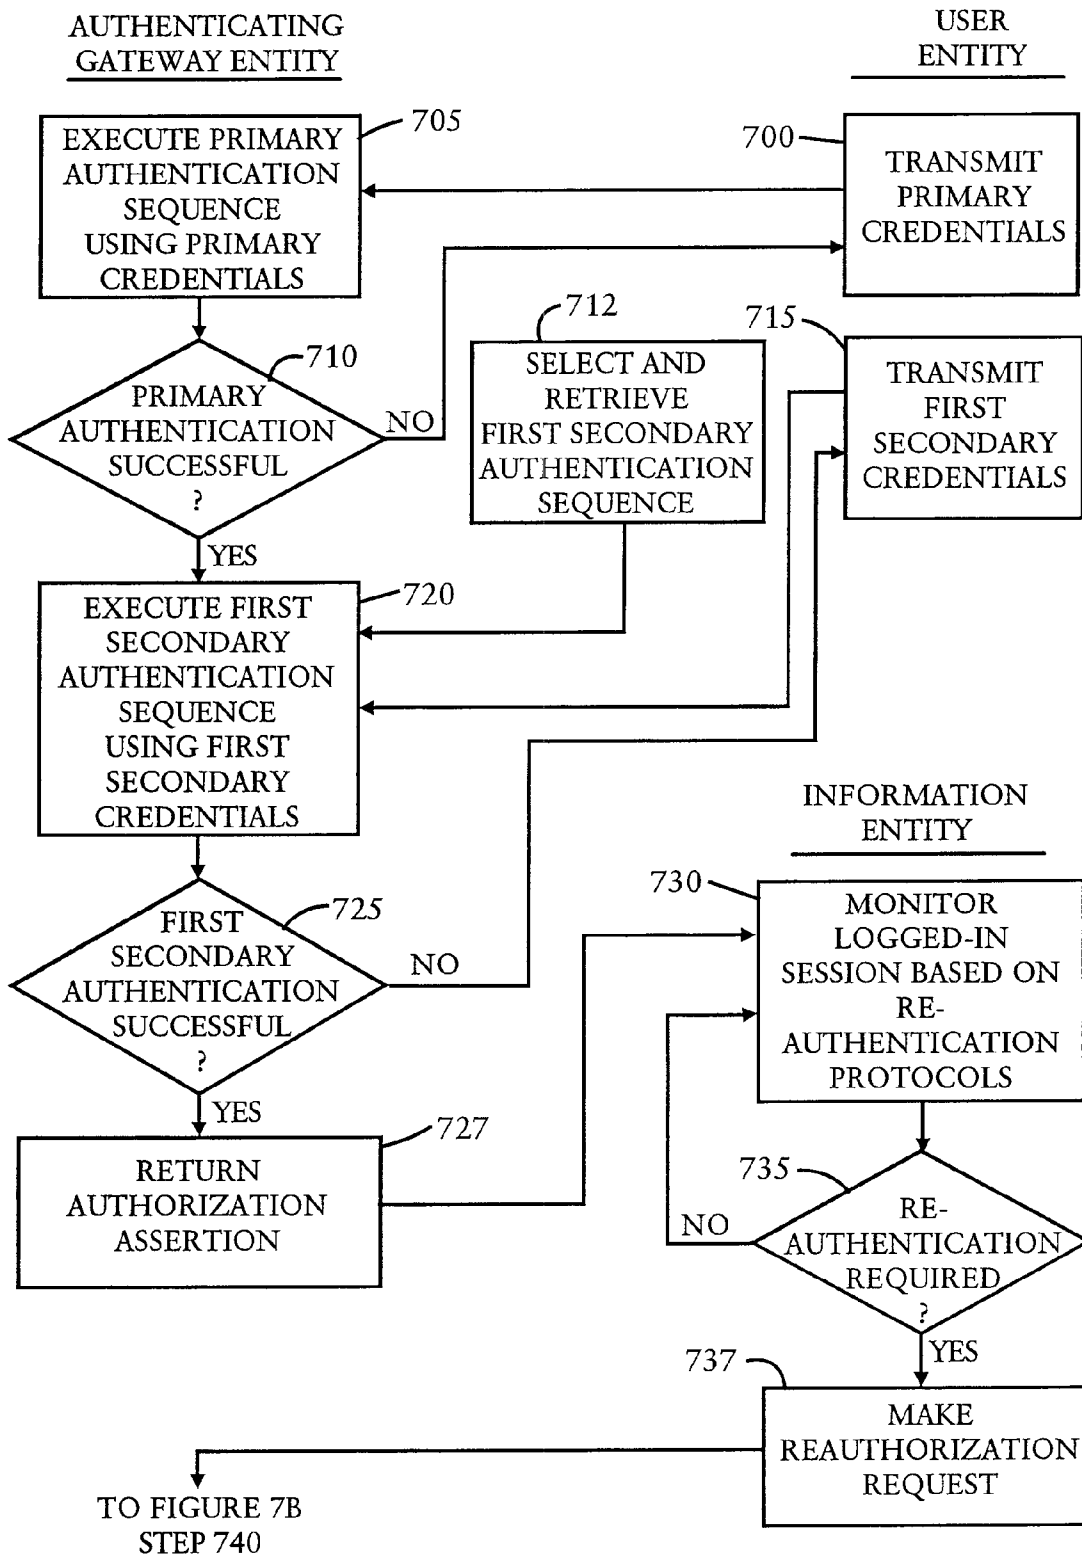 AUTHENTICATING
GATEWAY ENTITY
USER
ENTITY
705
EXECUTE PRIMARY
AUTHENTICATION
SEQUENCE
USING PRIMARY
CREDENTIALS
700
TRANSMIT
PRIMARY
CREDENTIALS
710
PRIMARY
AUTHENTICATION
SUCCESSFUL
?
NO
YES
712
SELECT AND
RETRIEVE
FIRST SECONDARY
AUTHENTICATION
SEQUENCE
715
TRANSMIT
FIRST
SECONDARY
CREDENTIALS
720
EXECUTE FIRST
SECONDARY
AUTHENTICATION
SEQUENCE
USING FIRST
SECONDARY
CREDENTIALS
725
FIRST
SECONDARY
AUTHENTICATION
SUCCESSFUL
?
NO
YES
727
RETURN
AUTHORIZATION
ASSERTION
INFORMATION
ENTITY
730
MONITOR
LOGGED-IN
SESSION BASED ON
RE-
AUTHENTICATION
PROTOCOLS
735
RE-
AUTHENTICATION
REQUIRED
?
NO
YES
737
MAKE
REAUTHORIZATION
REQUEST
TO FIGURE 7B
STEP 740